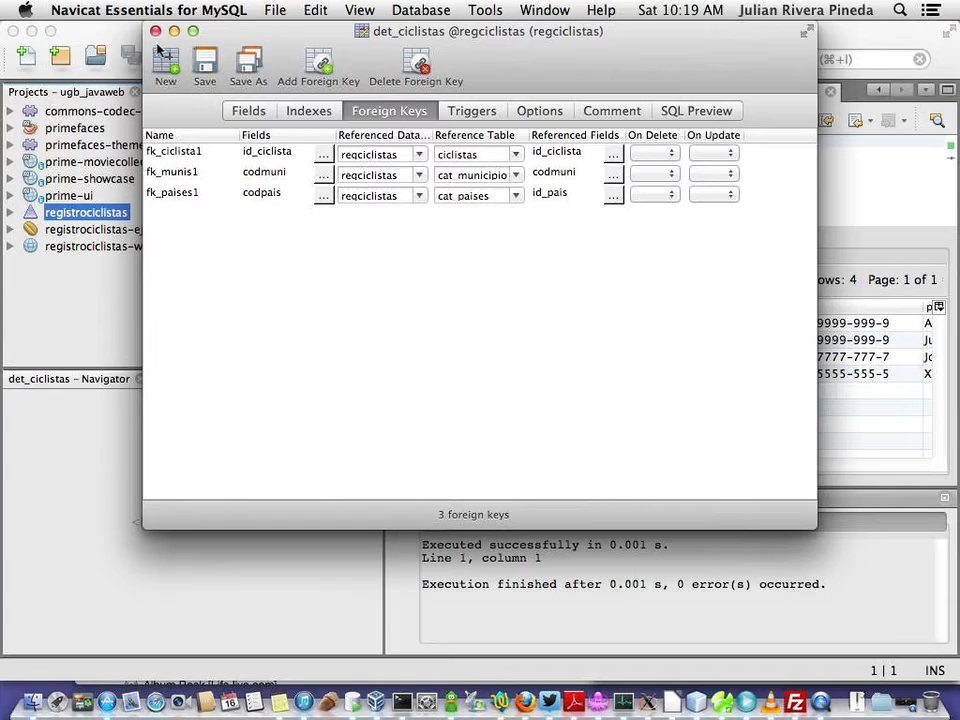 Navicat Essentials for MySQL File Edit View Database Tools Window Help Sat 10:19 AM Julian Rivera Pineda
det_ciclistas @regciclistas (regciclistas)
New Save Save As Add Foreign Key Delete Foreign Key
(⌘+I)
Projects - ugb_javaweb
Fields Indexes Foreign Keys Triggers Options Comment SQL Preview
commons-codec-
primefaces
primefaces-theme
prime-moviecolle
prime-showcase
prime-ui
registrociclistas
registrociclistas-ej
registrociclistas-w
Name Fields Referenced Data... Reference Table Referenced Fields On Delete On Update
fk_ciclista1 id_ciclista ... regciclistas ciclistas id_ciclista ...
fk_munis1 codmuni ... regciclistas cat_municipio codmuni ...
fk_paises1 codpais ... regciclistas cat_paises id_pais ...
ows: 4 Page: 1 of 1
9999-999-9 A
9999-999-9 Ju
7777-777-7 Jo
5555-555-5 X
det_ciclistas - Navigator
3 foreign keys
Executed successfully in 0.001 s.
Line 1, column 1
Execution finished after 0.001 s, 0 error(s) occurred.
1 | 1 INS